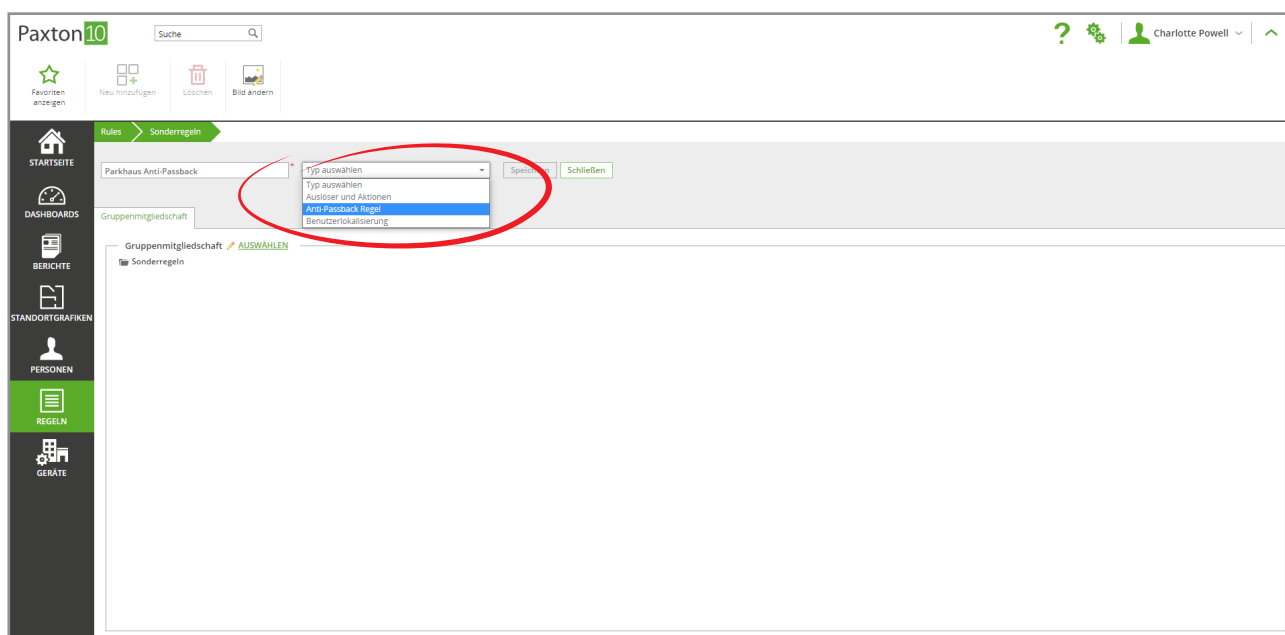 Paxton 10
Suche
Charlotte Powell
Favoriten
anzeigen
Neu hinzufügen
Löschen
Bild ändern
STARTSEITE
DASHBOARDS
BERICHTE
STANDORTGRAFIKEN
PERSONEN
REGELN
GERÄTE
Rules
Sonderregeln
Parkhaus Anti-Passback *
Typ auswählen
Speichern
Schließen
Typ auswählen
Auslöser und Aktionen
Anti-Passback Regel
Benutzerlokalisierung
Gruppenmitgliedschaft
Gruppenmitgliedschaft AUSWÄHLEN
Sonderregeln